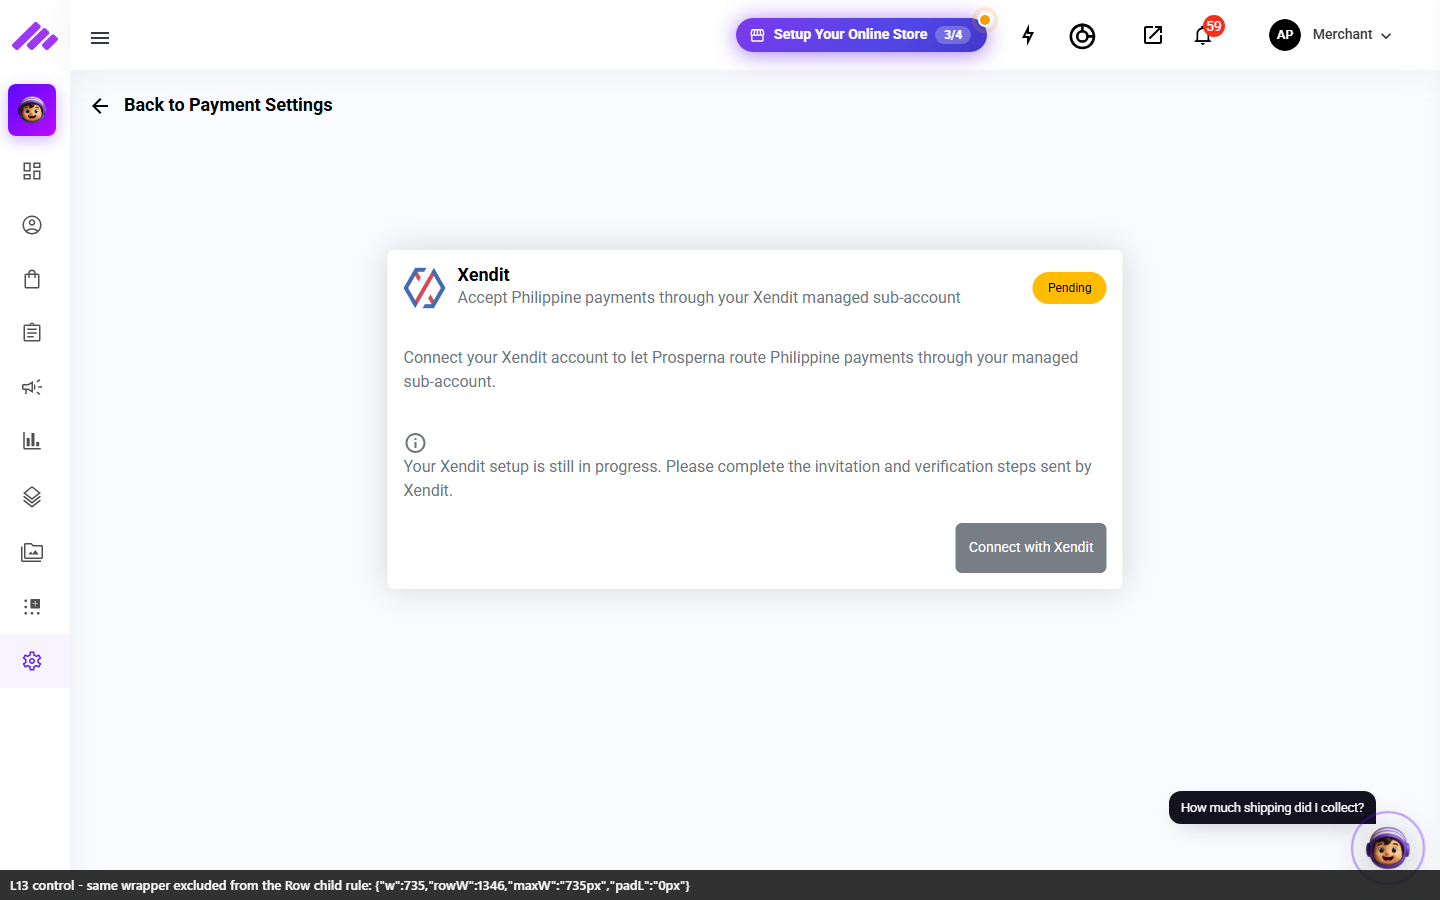 Setup Your Online Store 3/4
59
AP Merchant
Back to Payment Settings
Xendit
Accept Philippine payments through your Xendit managed sub-account
Pending
Connect your Xendit account to let Prosperna route Philippine payments through your managed
sub-account.
Your Xendit setup is still in progress. Please complete the invitation and verification steps sent by
Xendit.
Connect with Xendit
How much shipping did I collect?
L13 control - same wrapper excluded from the Row child rule: {"w":735,"rowW":1346,"maxW":"735px","padL":"0px"}